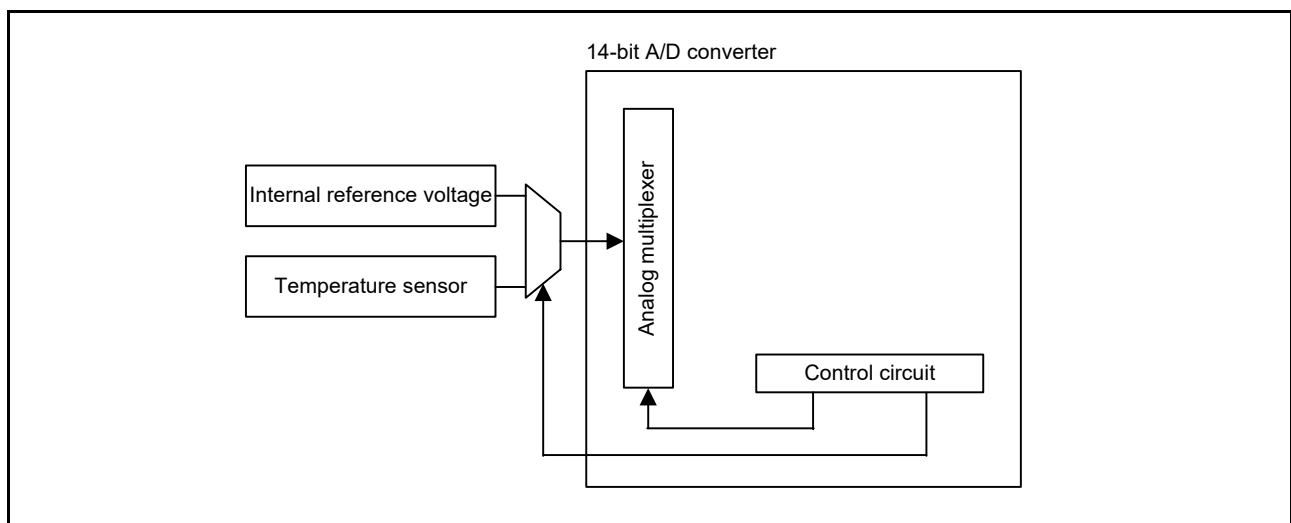 14-bit A/D converter
Internal reference voltage
Temperature sensor
Analog multiplexer
Control circuit